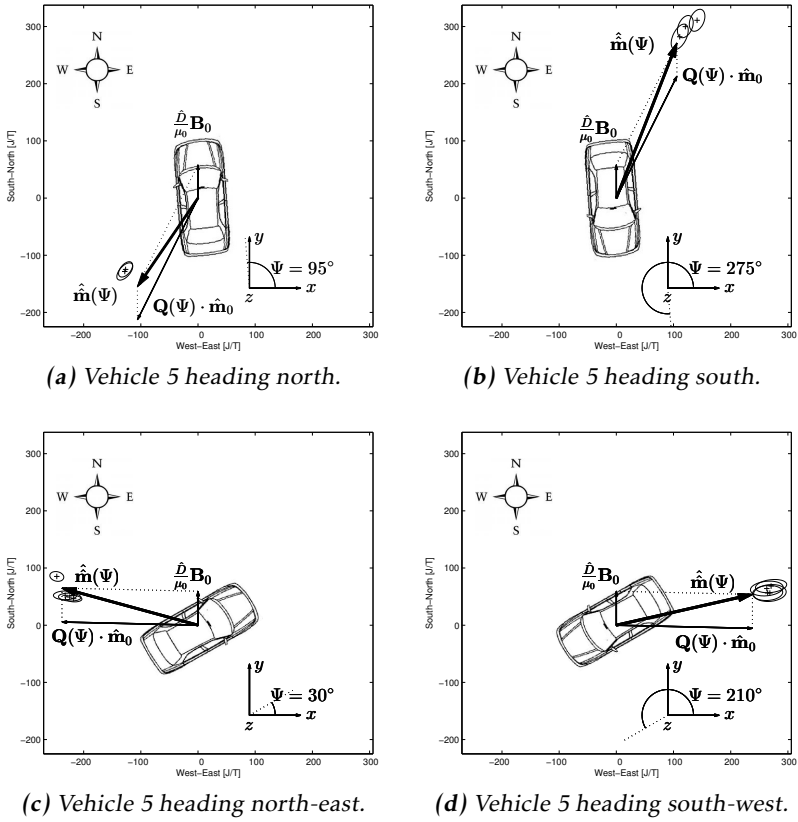 300
200
100
0
−100
−200
South−North [J/T]
N
W E
S
D̂/μ₀ B₀
m̂̂(Ψ)
Q(Ψ) · m̂₀
y
Ψ = 95°
z x
−200 −100 0 100 200 300
West−East [J/T]
(a) Vehicle 5 heading north.
300
200
100
0
−100
−200
South−North [J/T]
N
W E
S
m̂̂(Ψ)
Q(Ψ) · m̂₀
D̂/μ₀ B₀
y
Ψ = 275°
z x
−200 −100 0 100 200 300
West−East [J/T]
(b) Vehicle 5 heading south.
300
200
100
0
−100
−200
South−North [J/T]
N
W E
S
m̂̂(Ψ)
D̂/μ₀ B₀
Q(Ψ) · m̂₀
y
Ψ = 30°
z x
−200 −100 0 100 200 300
West−East [J/T]
(c) Vehicle 5 heading north-east.
300
200
100
0
−100
−200
South−North [J/T]
N
W E
S
D̂/μ₀ B₀
m̂̂(Ψ)
Q(Ψ) · m̂₀
y
Ψ = 210°
z x
−200 −100 0 100 200 300
West−East [J/T]
(d) Vehicle 5 heading south-west.